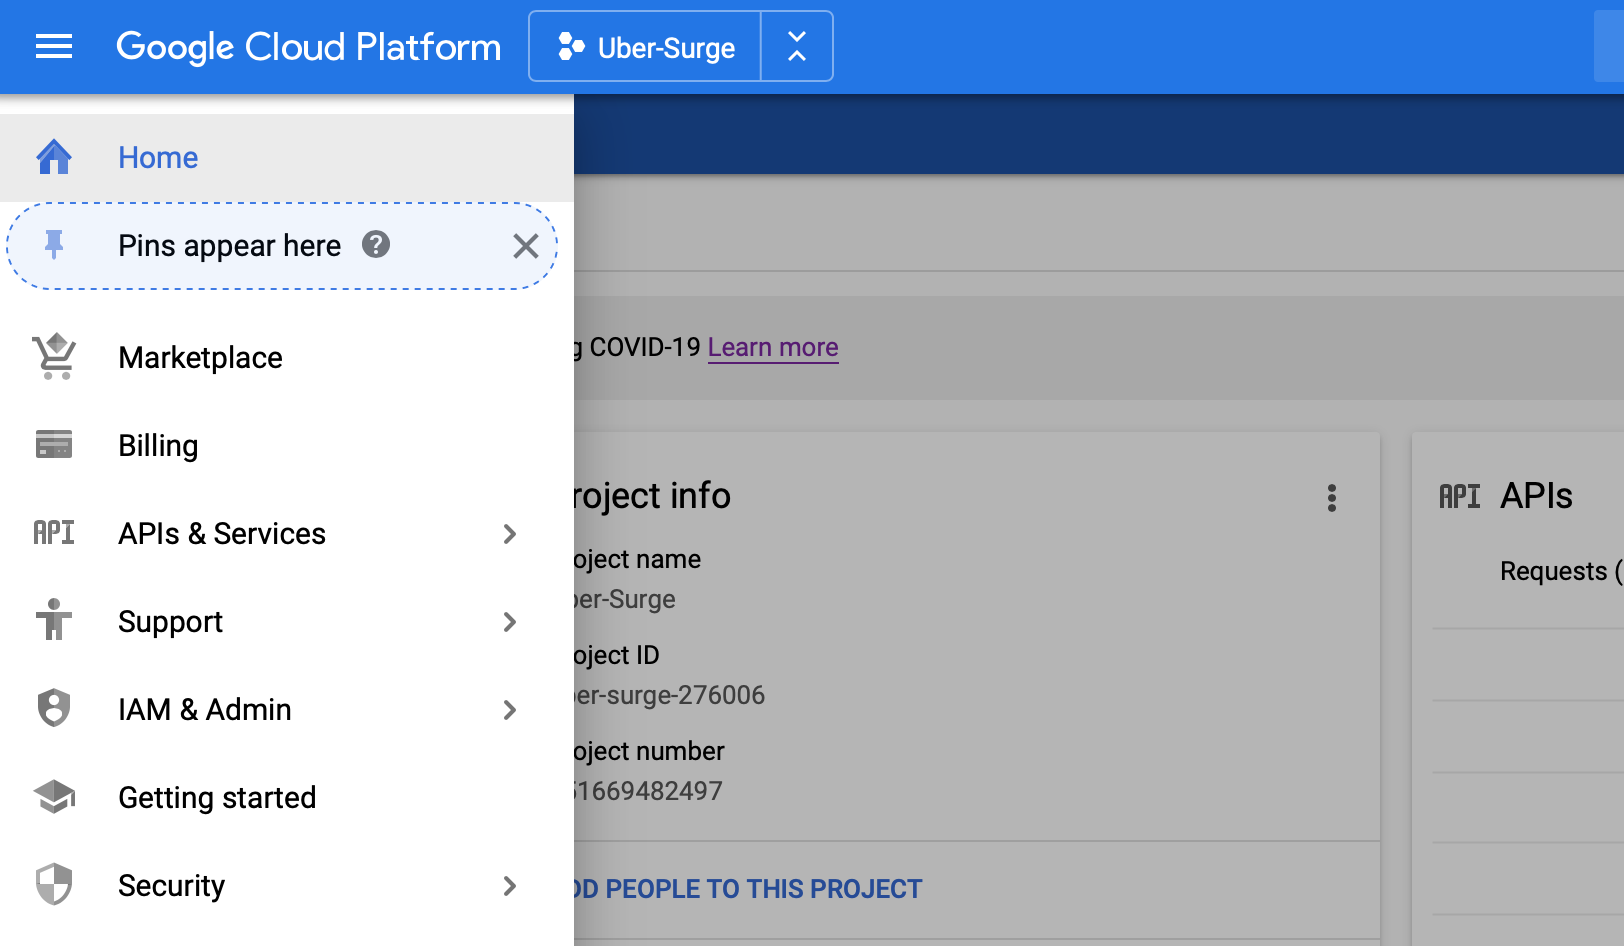 Google Cloud Platform
Uber-Surge
Home
Pins appear here
Marketplace
Billing
API
APIs & Services
Support
IAM & Admin
Getting started
Security
COVID-19 Learn more
roject info
oject name
ber-Surge
oject ID
ber-surge-276006
oject number
51669482497
DD PEOPLE TO THIS PROJECT
API APIs
Requests (